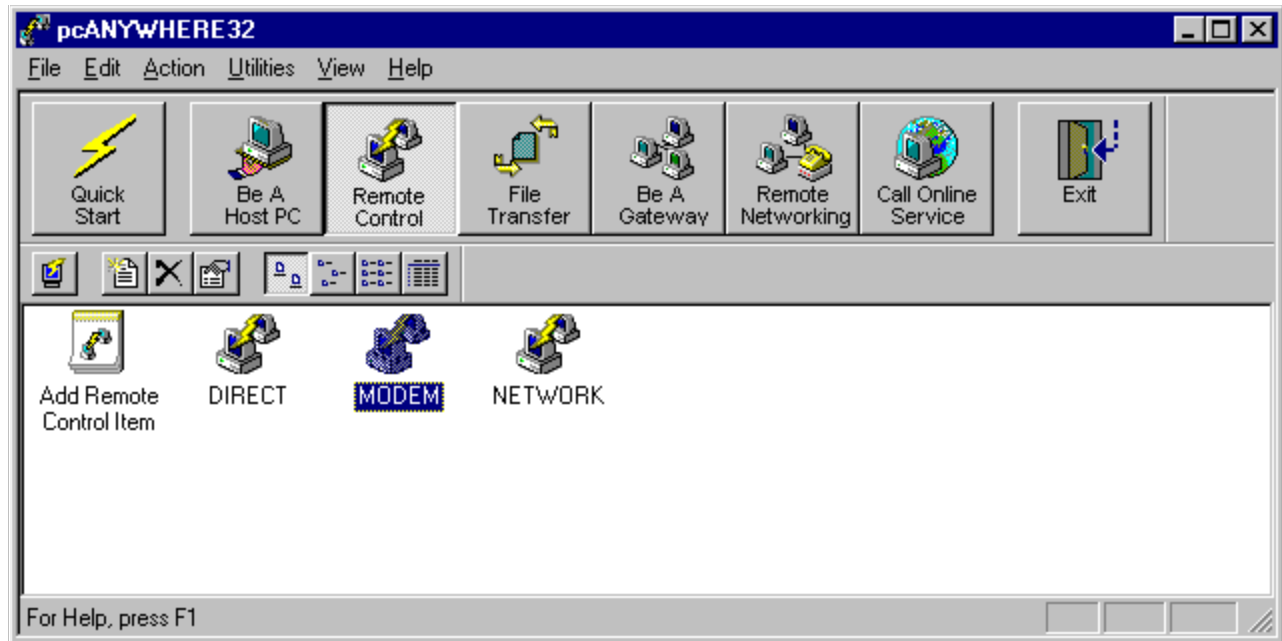 pcANYWHERE32
File Edit Action Utilities View Help
Quick
Start
Be A
Host PC
Remote
Control
File
Transfer
Be A
Gateway
Remote
Networking
Call Online
Service
Exit
Add Remote
Control Item
DIRECT
MODEM
NETWORK
For Help, press F1